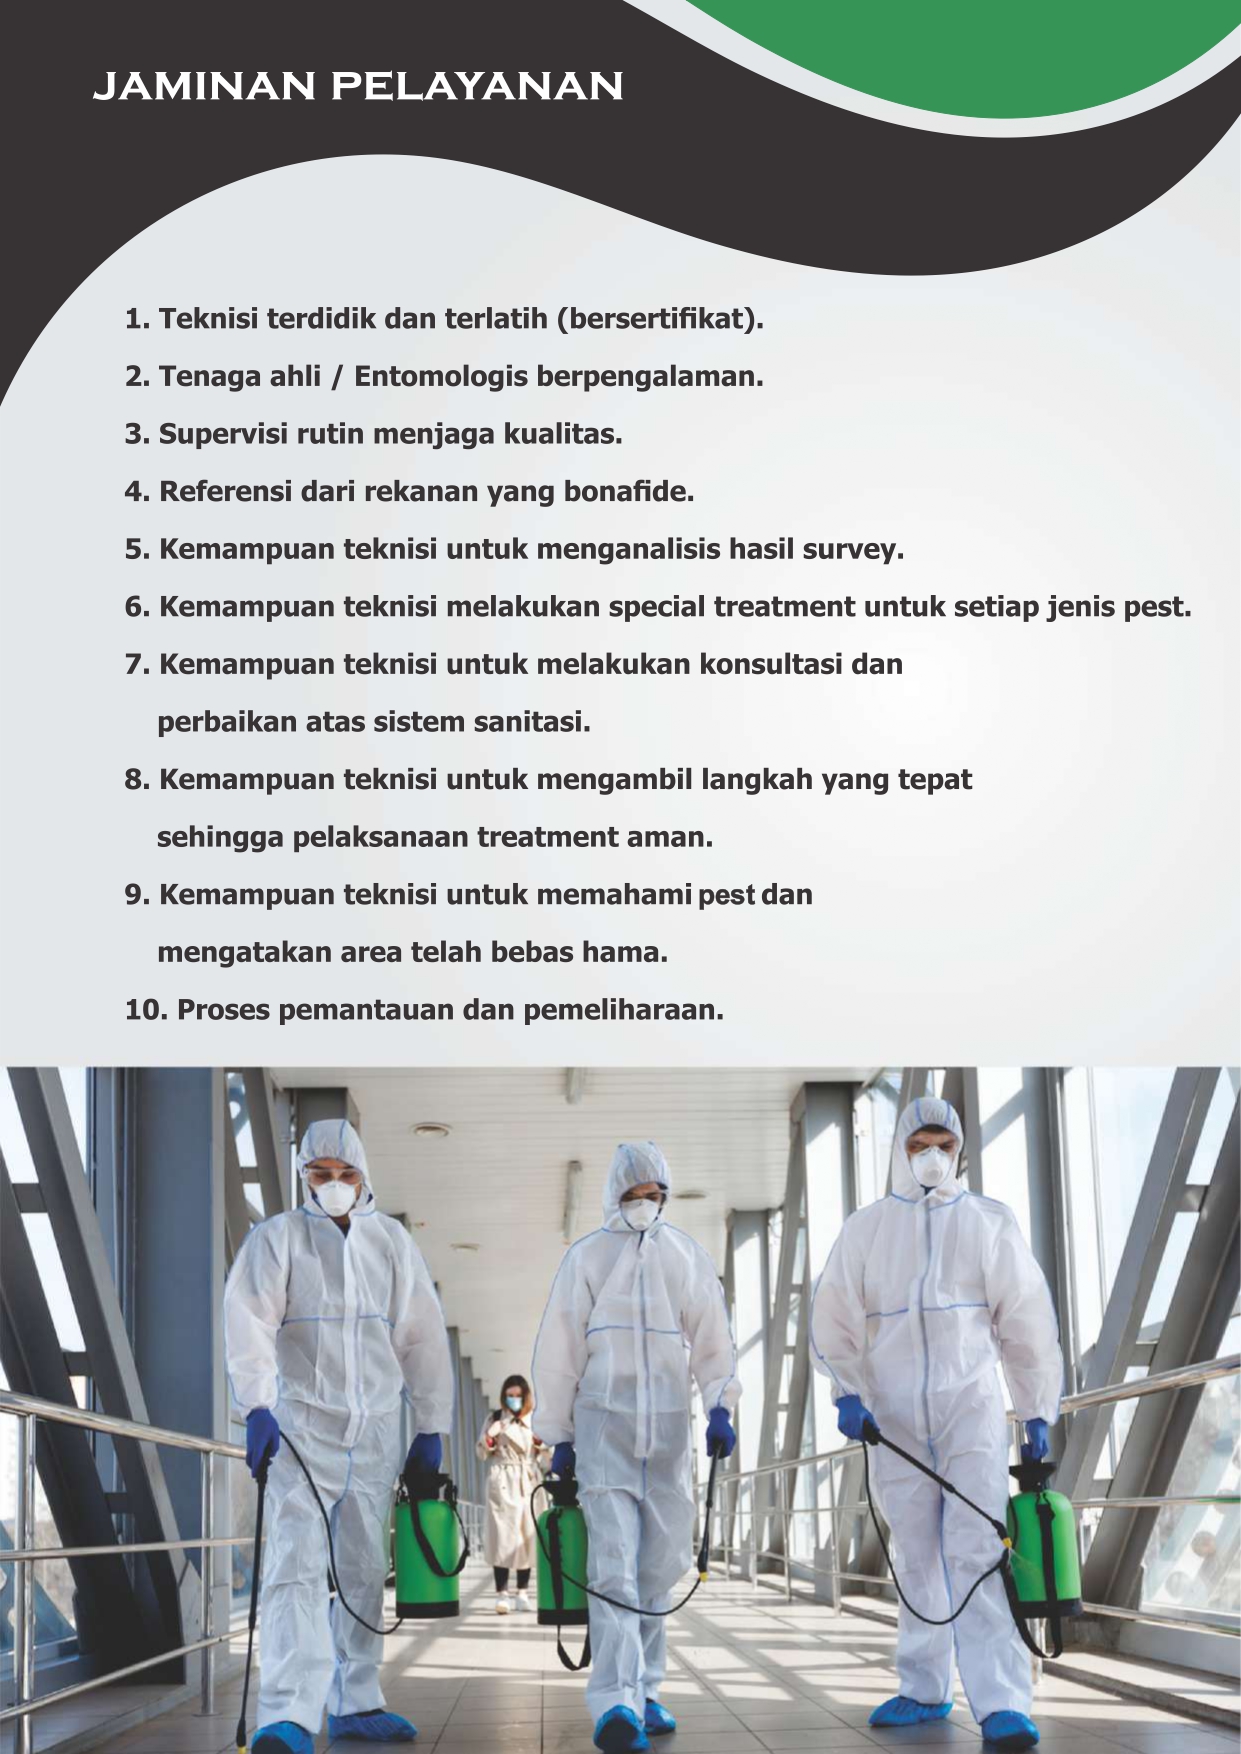 JAMINAN PELAYANAN
1. Teknisi terdidik dan terlatih (bersertifikat).
2. Tenaga ahli / Entomologis berpengalaman.
3. Supervisi rutin menjaga kualitas.
4. Referensi dari rekanan yang bonafide.
5. Kemampuan teknisi untuk menganalisis hasil survey.
6. Kemampuan teknisi melakukan special treatment untuk setiap jenis pest.
7. Kemampuan teknisi untuk melakukan konsultasi dan
perbaikan atas sistem sanitasi.
8. Kemampuan teknisi untuk mengambil langkah yang tepat
sehingga pelaksanaan treatment aman.
9. Kemampuan teknisi untuk memahami pest dan
mengatakan area telah bebas hama.
10. Proses pemantauan dan pemeliharaan.